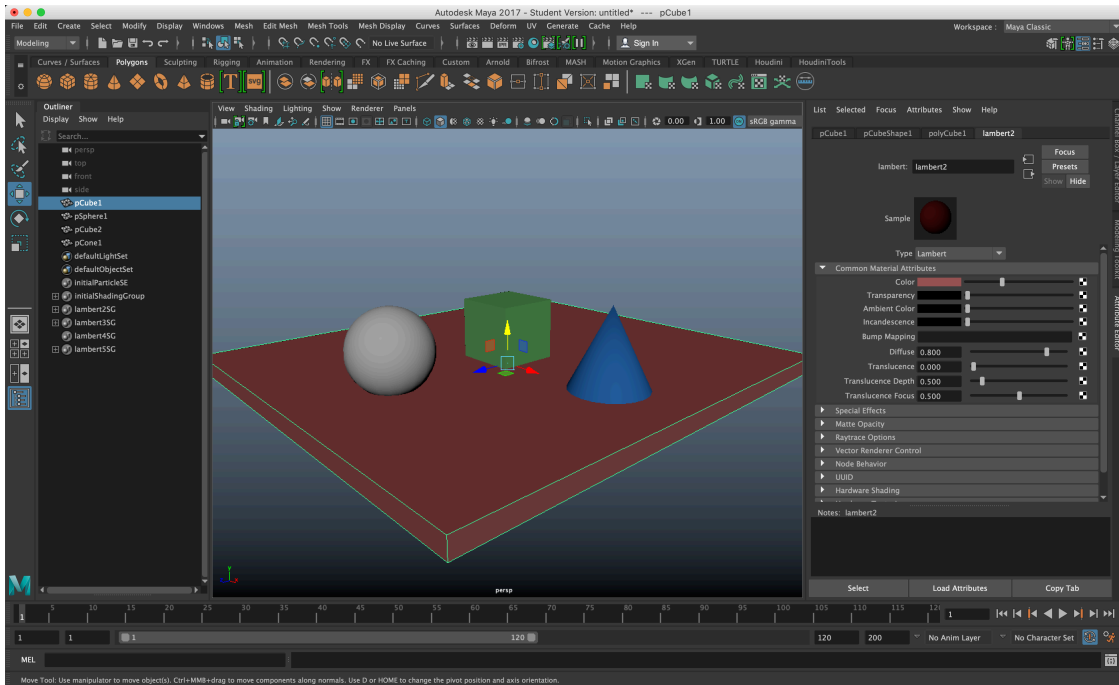 Autodesk Maya 2017 - Student Version: untitled* --- pCube1
File Edit Create Select Modify Display Windows Mesh Edit Mesh Mesh Tools Mesh Display Curves Surfaces Deform UV Generate Cache Help
Workspace : Maya Classic
Modeling
No Live Surface
Sign In
Curves / Surfaces Polygons Sculpting Rigging Animation Rendering FX FX Caching Custom Arnold Bifrost MASH Motion Graphics XGen TURTLE Houdini HoudiniTools
T SVG
Outliner
Display Show Help
Search...
persp
top
front
side
pCube1
pSphere1
pCube2
pCone1
defaultLightSet
defaultObjectSet
initialParticleSE
initialShadingGroup
lambert2SG
lambert3SG
lambert4SG
lambert5SG
View Shading Lighting Show Renderer Panels
0.00 1.00 sRGB gamma
y
persp
List Selected Focus Attributes Show Help
pCube1 pCubeShape1 polyCube1 lambert2
lambert: lambert2
Focus
Presets
Show Hide
Sample
Type Lambert
Common Material Attributes
Color
Transparency
Ambient Color
Incandescence
Bump Mapping
Diffuse 0.800
Translucence 0.000
Translucence Depth 0.500
Translucence Focus 0.500
Special Effects
Matte Opacity
Raytrace Options
Vector Renderer Control
Node Behavior
UUID
Hardware Shading
Notes: lambert2
Select Load Attributes Copy Tab
Modeling Toolkit
Attribute Editor
5 10 15 20 25 30 35 40 45 50 55 60 65 70 75 80 85 90 95 100 105 110 115
1 1
1 1 1 120 120 200 No Anim Layer No Character Set
MEL
Move Tool: Use manipulator to move object(s). Ctrl+MMB+drag to move components along normals. Use D or HOME to change the pivot position and axis orientation.